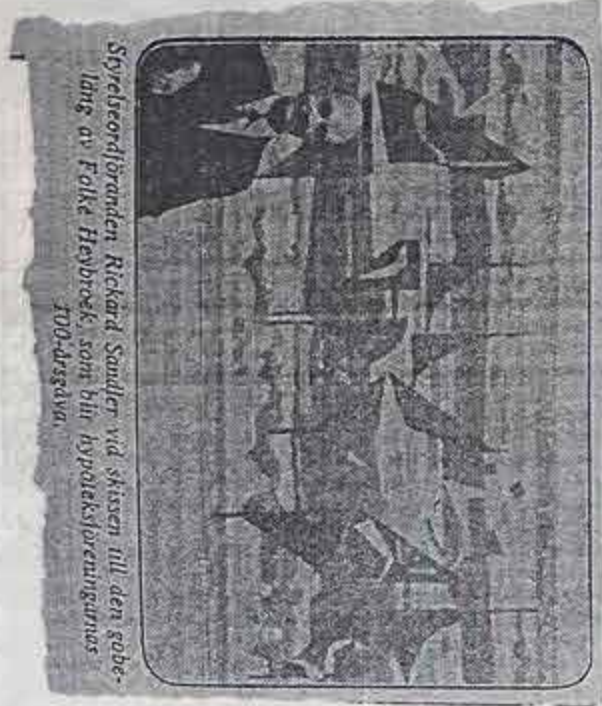 Styrelseordföranden Rickard Sandler vid skissen till den gobe-
läng av Folke Heybroek, som blir hypoteksföreningarnas
100-årsgåva.